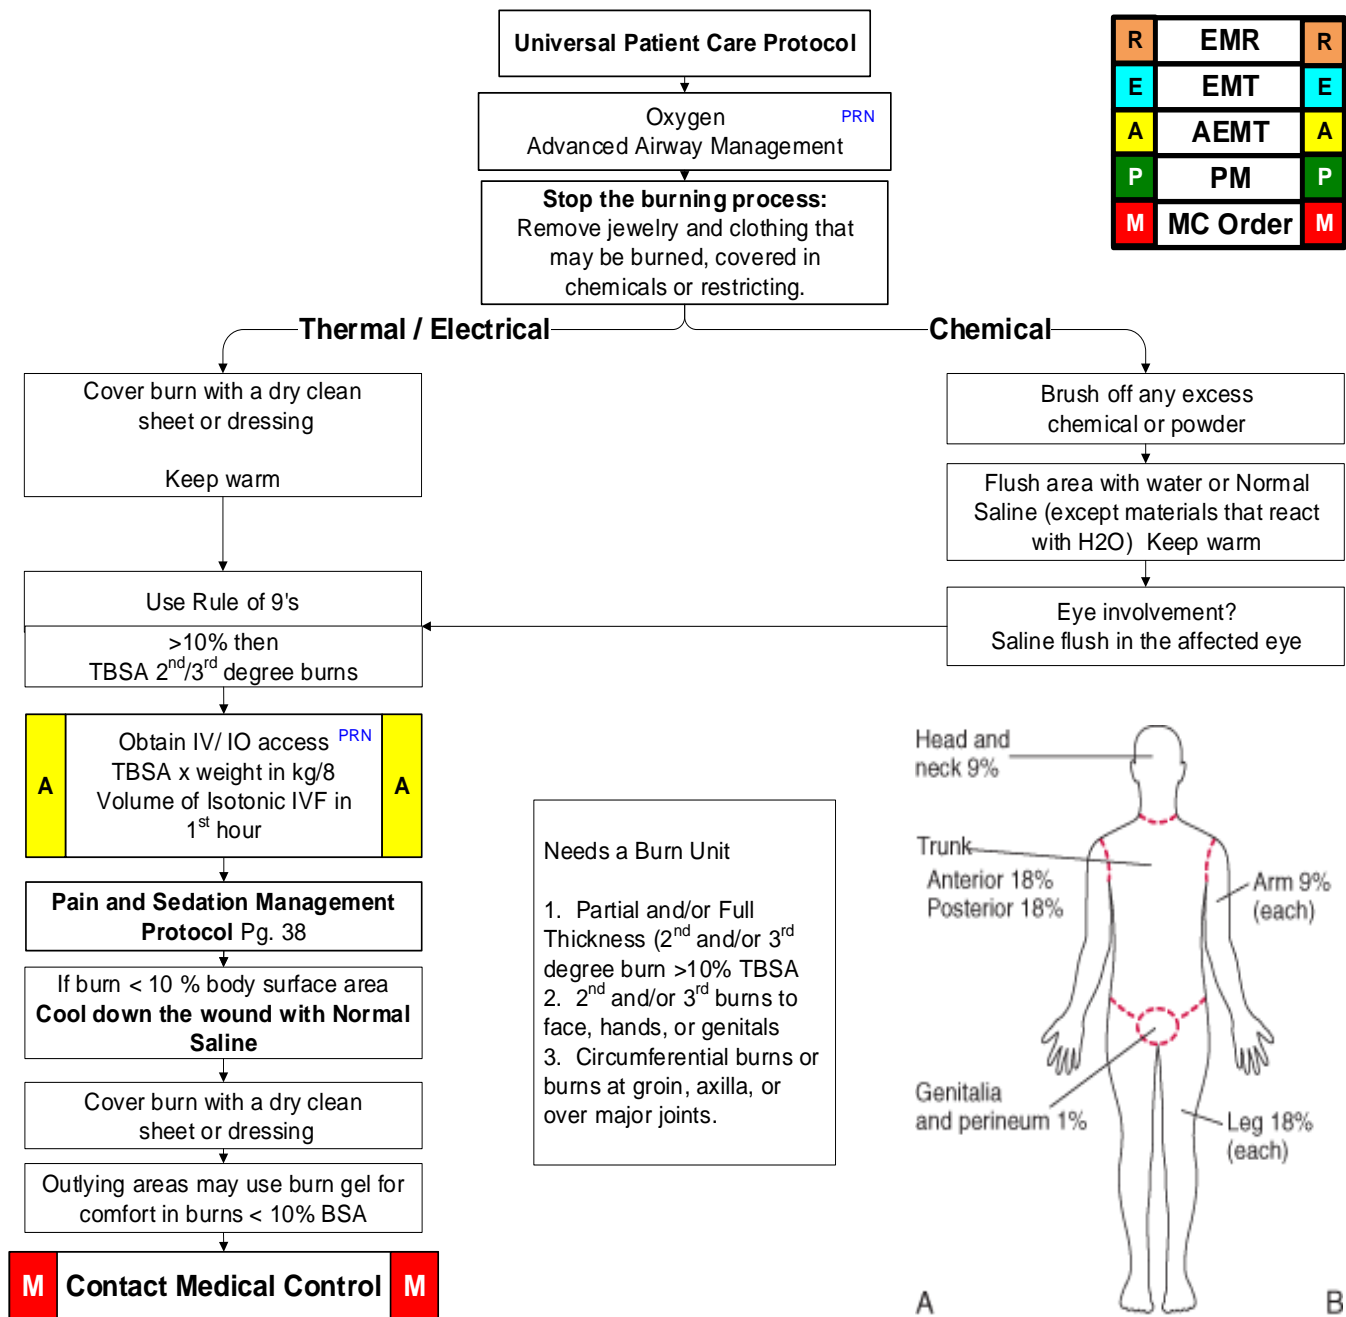 Universal Patient Care Protocol
R EMR R
E EMT E
A AEMT A
P PM P
M MC Order M
Oxygen PRN
Advanced Airway Management
Stop the burning process:
Remove jewelry and clothing that
may be burned, covered in
chemicals or restricting.
Thermal / Electrical
Chemical
Cover burn with a dry clean
sheet or dressing
Keep warm
Brush off any excess
chemical or powder
Flush area with water or Normal
Saline (except materials that react
with H2O) Keep warm
Eye involvement?
Saline flush in the affected eye
Use Rule of 9's
>10% then
TBSA 2nd/3rd degree burns
A A
Obtain IV/ IO access PRN
TBSA x weight in kg/8
Volume of Isotonic IVF in
1st hour
Pain and Sedation Management
Protocol Pg. 38
If burn < 10 % body surface area
Cool down the wound with Normal
Saline
Cover burn with a dry clean
sheet or dressing
Outlying areas may use burn gel for
comfort in burns < 10% BSA
M Contact Medical Control M
Needs a Burn Unit
1. Partial and/or Full
Thickness (2nd and/or 3rd
degree burn >10% TBSA
2. 2nd and/or 3rd burns to
face, hands, or genitals
3. Circumferential burns or
burns at groin, axilla, or
over major joints.
Head and
neck 9%
Trunk
Anterior 18%
Posterior 18%
Arm 9%
(each)
Genitalia
and perineum 1%
Leg 18%
(each)
A B